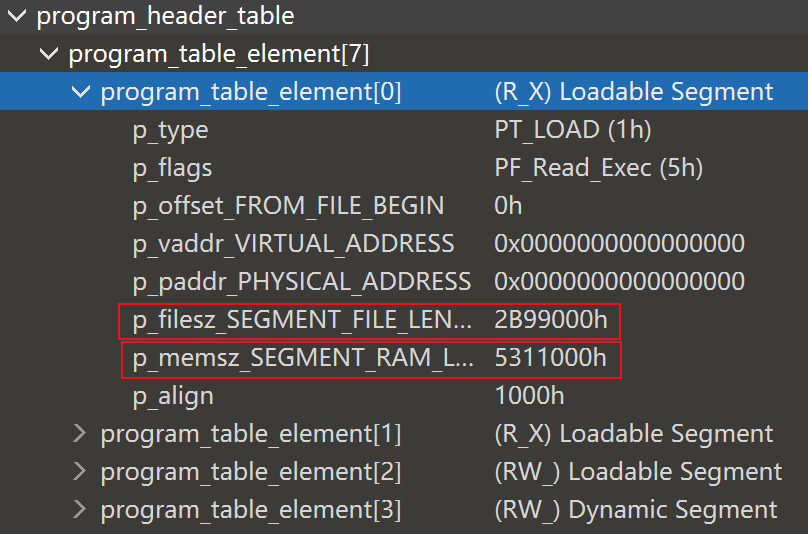 program_header_table
program_table_element[7]
program_table_element[0] (R_X) Loadable Segment
p_type PT_LOAD (1h)
p_flags PF_Read_Exec (5h)
p_offset_FROM_FILE_BEGIN 0h
p_vaddr_VIRTUAL_ADDRESS 0x0000000000000000
p_paddr_PHYSICAL_ADDRESS 0x0000000000000000
p_filesz_SEGMENT_FILE_LEN... 2B99000h
p_memsz_SEGMENT_RAM_L... 5311000h
p_align 1000h
program_table_element[1] (R_X) Loadable Segment
program_table_element[2] (RW_) Loadable Segment
program_table_element[3] (RW_) Dynamic Segment